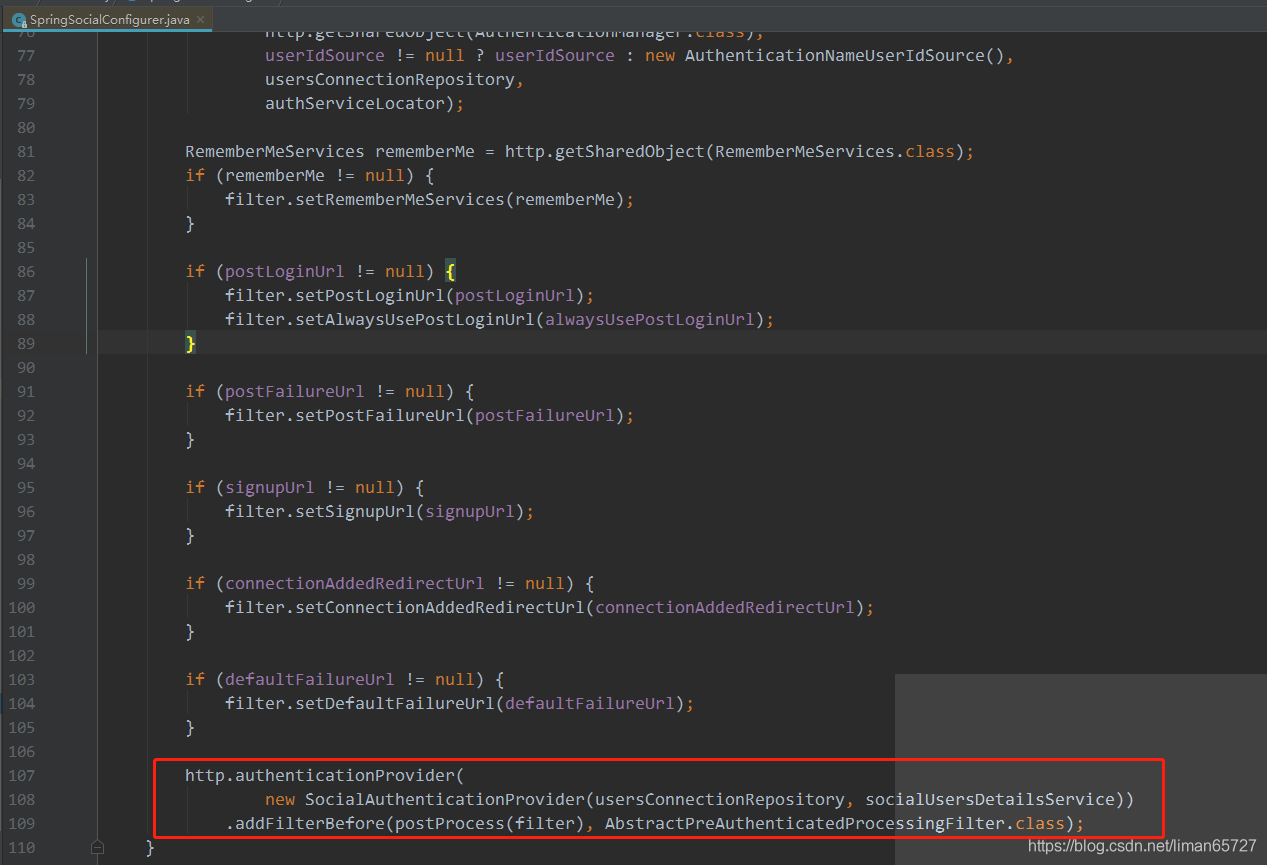 SpringSocialConfigurer.java ×
76 http.getSharedObject(AuthenticationManager.class),
77 userIdSource != null ? userIdSource : new AuthenticationNameUserIdSource(),
78 usersConnectionRepository,
79 authServiceLocator);
80
81 RememberMeServices rememberMe = http.getSharedObject(RememberMeServices.class);
82 if (rememberMe != null) {
83 filter.setRememberMeServices(rememberMe);
84 }
85
86 if (postLoginUrl != null) {
87 filter.setPostLoginUrl(postLoginUrl);
88 filter.setAlwaysUsePostLoginUrl(alwaysUsePostLoginUrl);
89 }
90
91 if (postFailureUrl != null) {
92 filter.setPostFailureUrl(postFailureUrl);
93 }
94
95 if (signupUrl != null) {
96 filter.setSignupUrl(signupUrl);
97 }
98
99 if (connectionAddedRedirectUrl != null) {
100 filter.setConnectionAddedRedirectUrl(connectionAddedRedirectUrl);
101 }
102
103 if (defaultFailureUrl != null) {
104 filter.setDefaultFailureUrl(defaultFailureUrl);
105 }
106
107 http.authenticationProvider(
108 new SocialAuthenticationProvider(usersConnectionRepository, socialUsersDetailsService))
109 .addFilterBefore(postProcess(filter), AbstractPreAuthenticatedProcessingFilter.class);
110 }
https://blog.csdn.net/liman65727